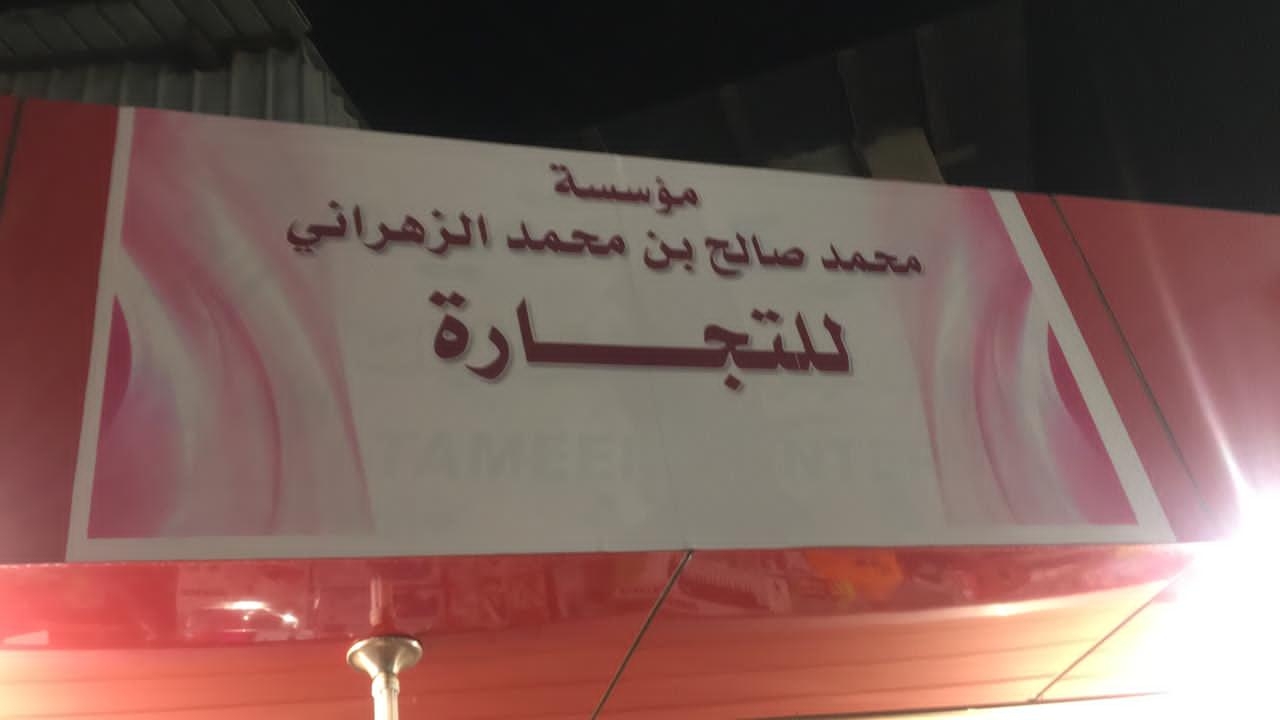 مؤسسة
محمد صالح بن محمد الزهراني
للتجارة